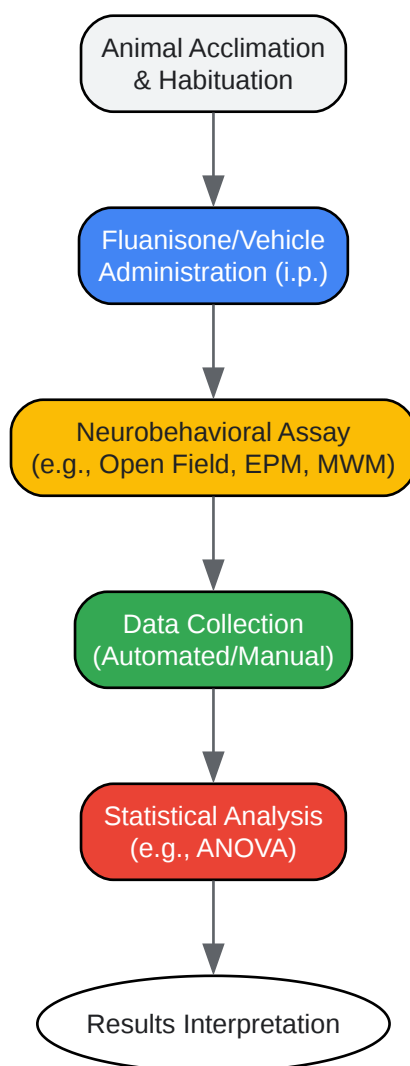 Animal Acclimation
& Habituation
Fluanisone/Vehicle
Administration (i.p.)
Neurobehavioral Assay
(e.g., Open Field, EPM, MWM)
Data Collection
(Automated/Manual)
Statistical Analysis
(e.g., ANOVA)
Results Interpretation